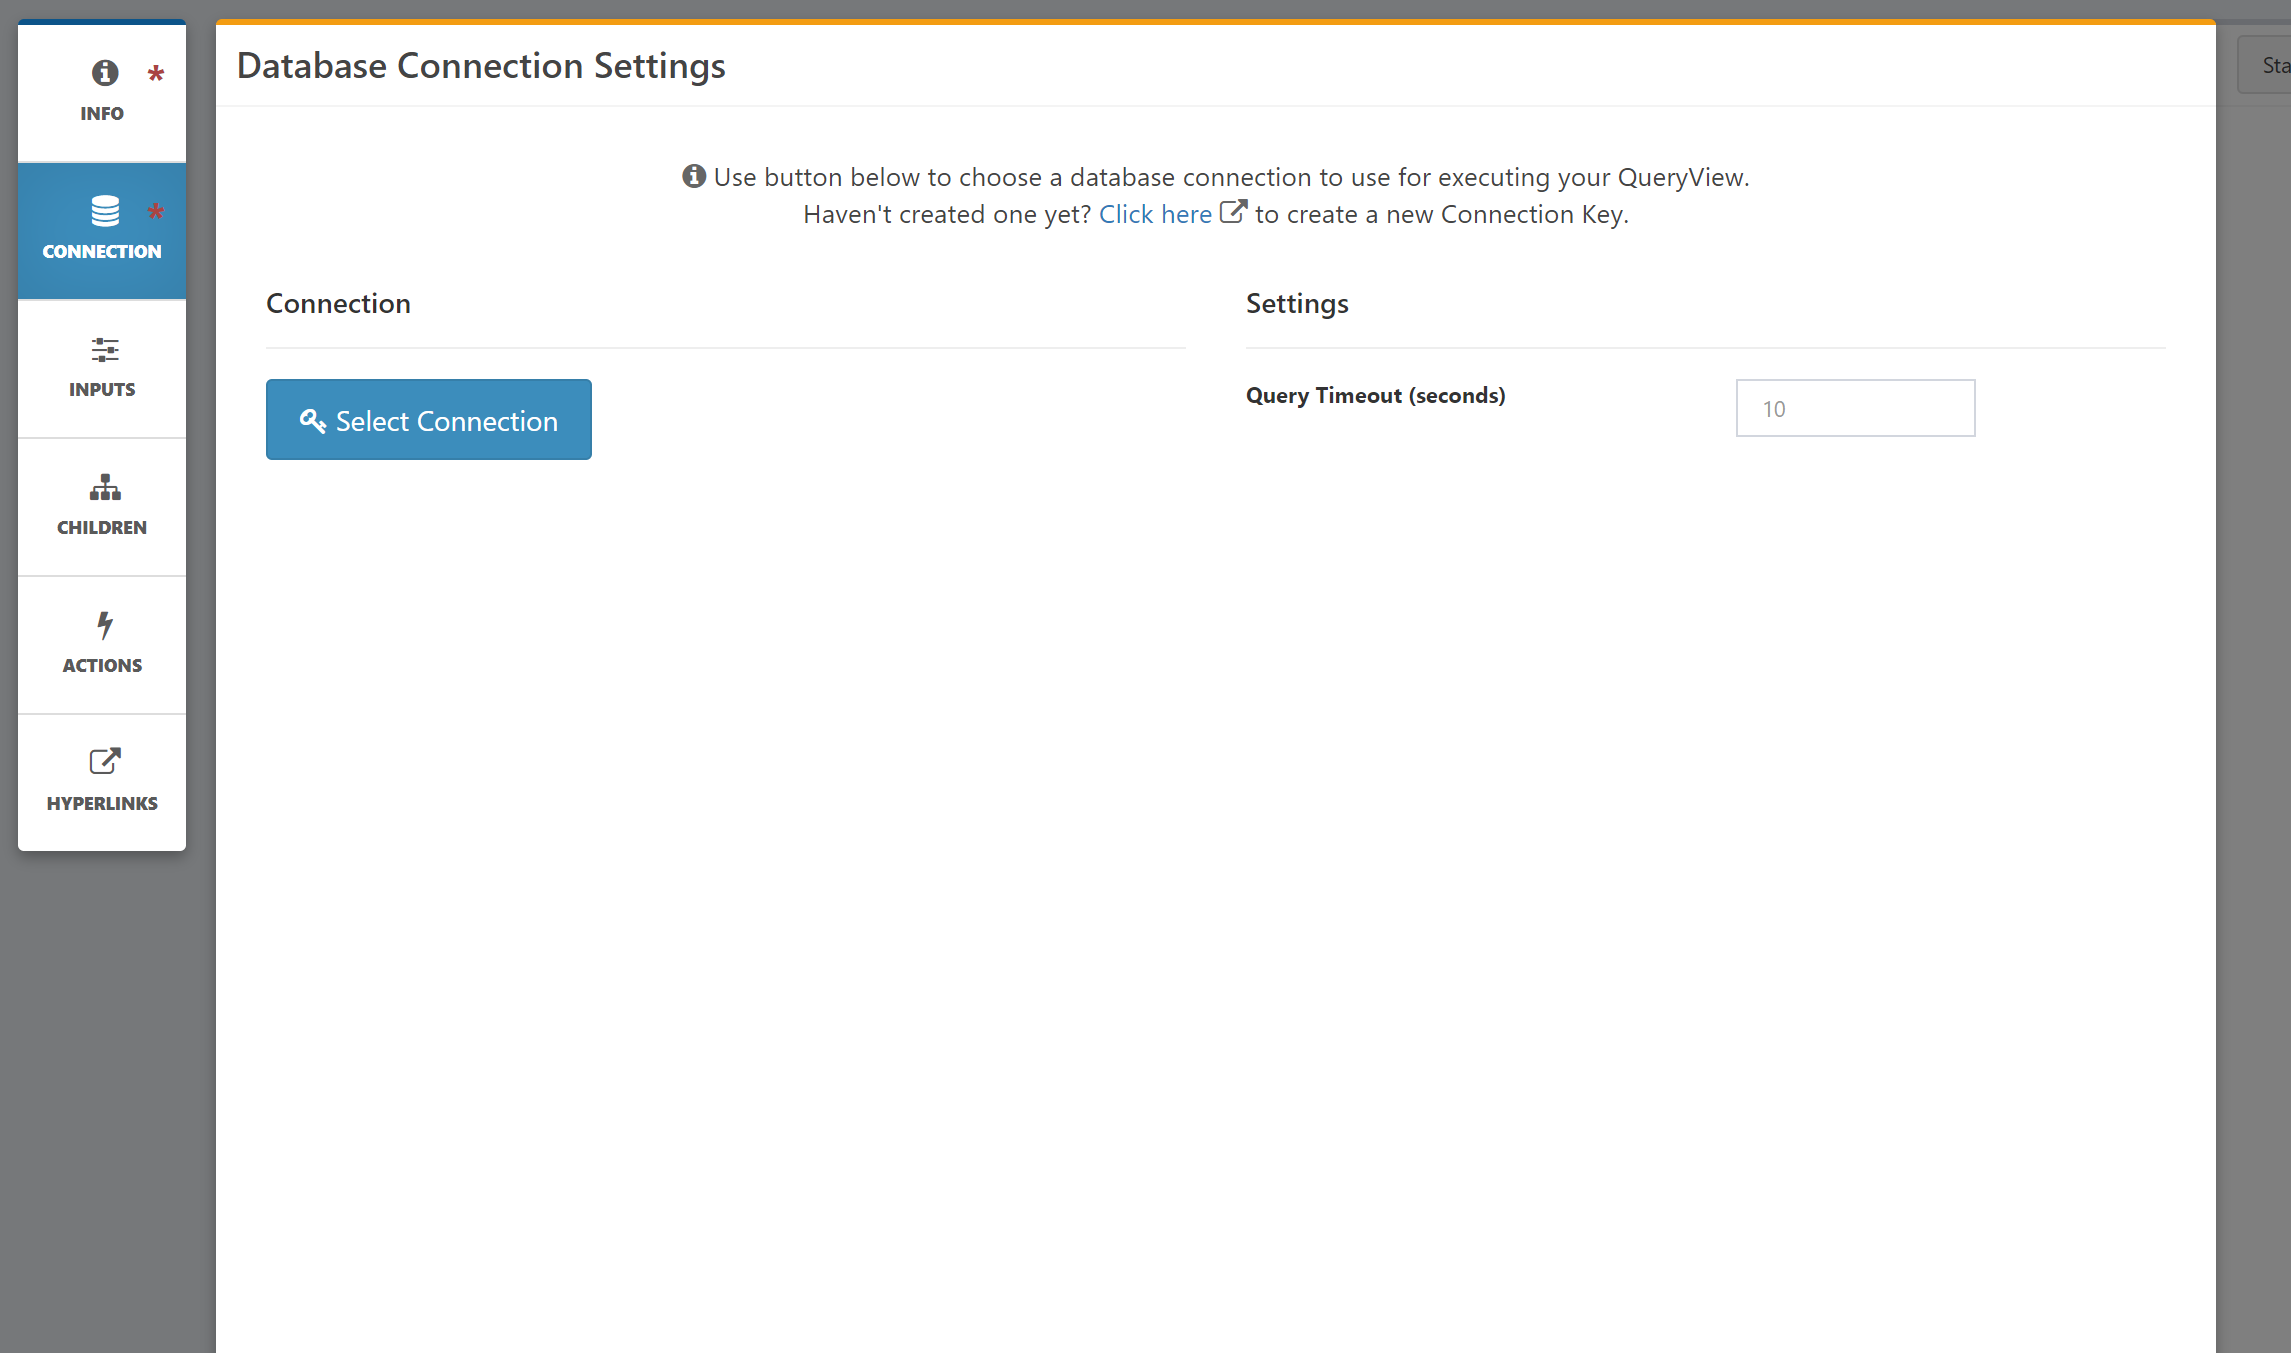 INFO *
CONNECTION *
INPUTS
CHILDREN
ACTIONS
HYPERLINKS
Database Connection Settings
Use button below to choose a database connection to use for executing your QueryView.
Haven't created one yet? Click here to create a new Connection Key.
Connection
Select Connection
Settings
Query Timeout (seconds)
10
Sta